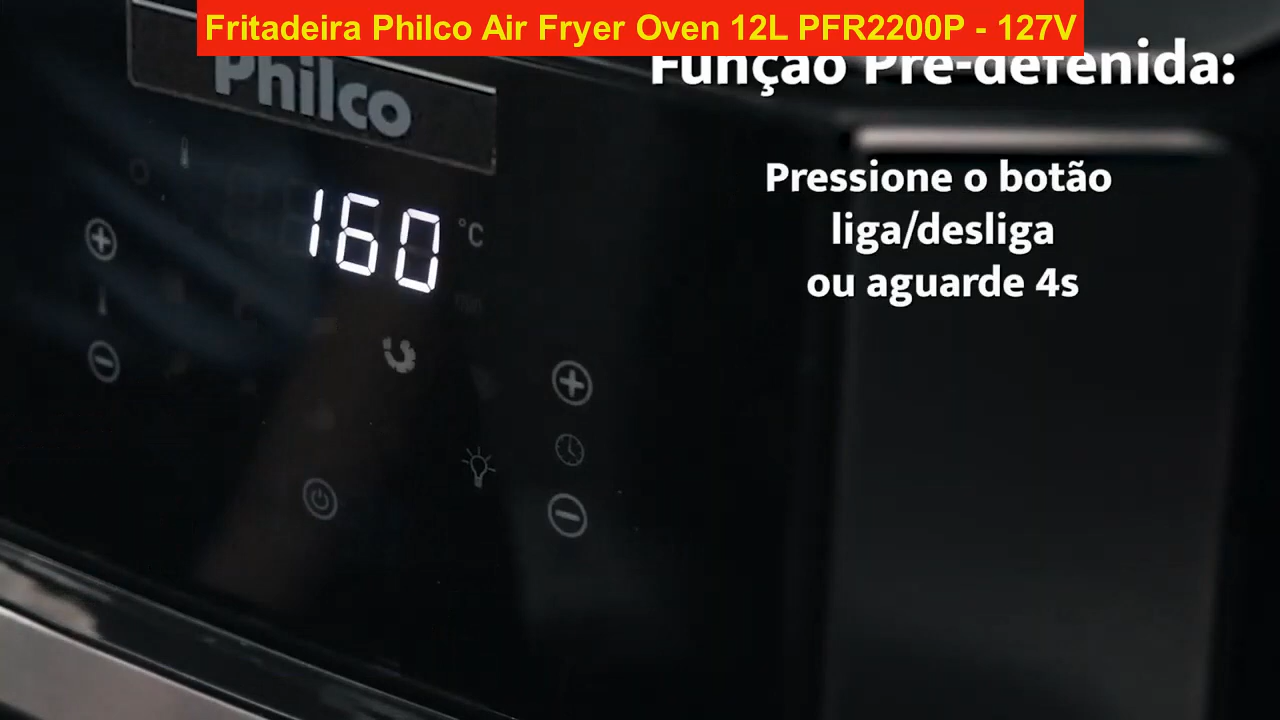 Fritadeira Philco Air Fryer Oven 12L PFR2200P - 127V
Função Pré-defenida:
Philco
160 °C
Pressione o botão
liga/desliga
ou aguarde 4s